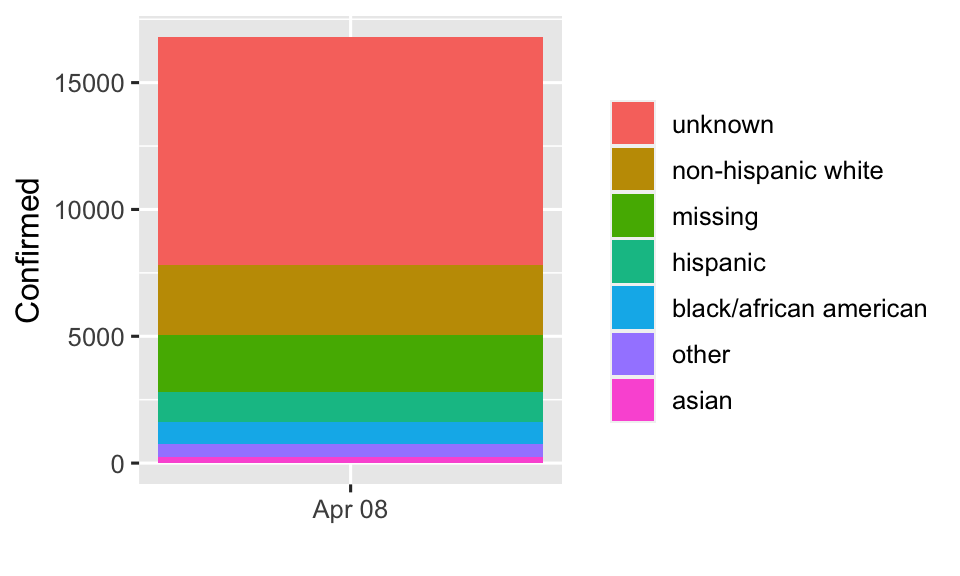 Confirmed
15000
10000
5000
0
Apr 08
unknown
non-hispanic white
missing
hispanic
black/african american
other
asian